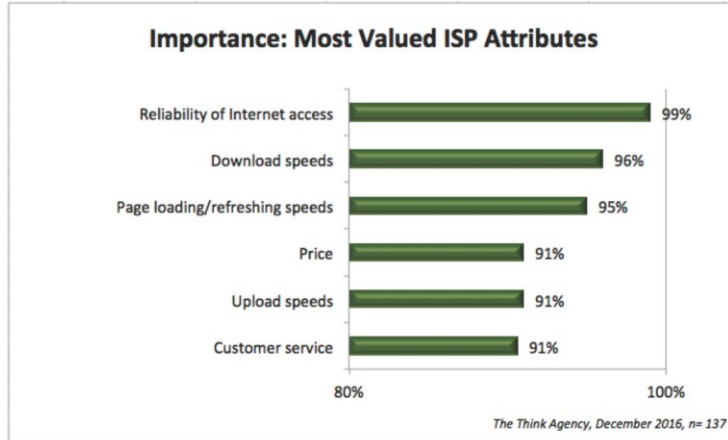 Importance: Most Valued ISP Attributes
Reliability of Internet access 99%
Download speeds 96%
Page loading/refreshing speeds 95%
Price 91%
Upload speeds 91%
Customer service 91%
80% 100%
The Think Agency, December 2016, n= 137